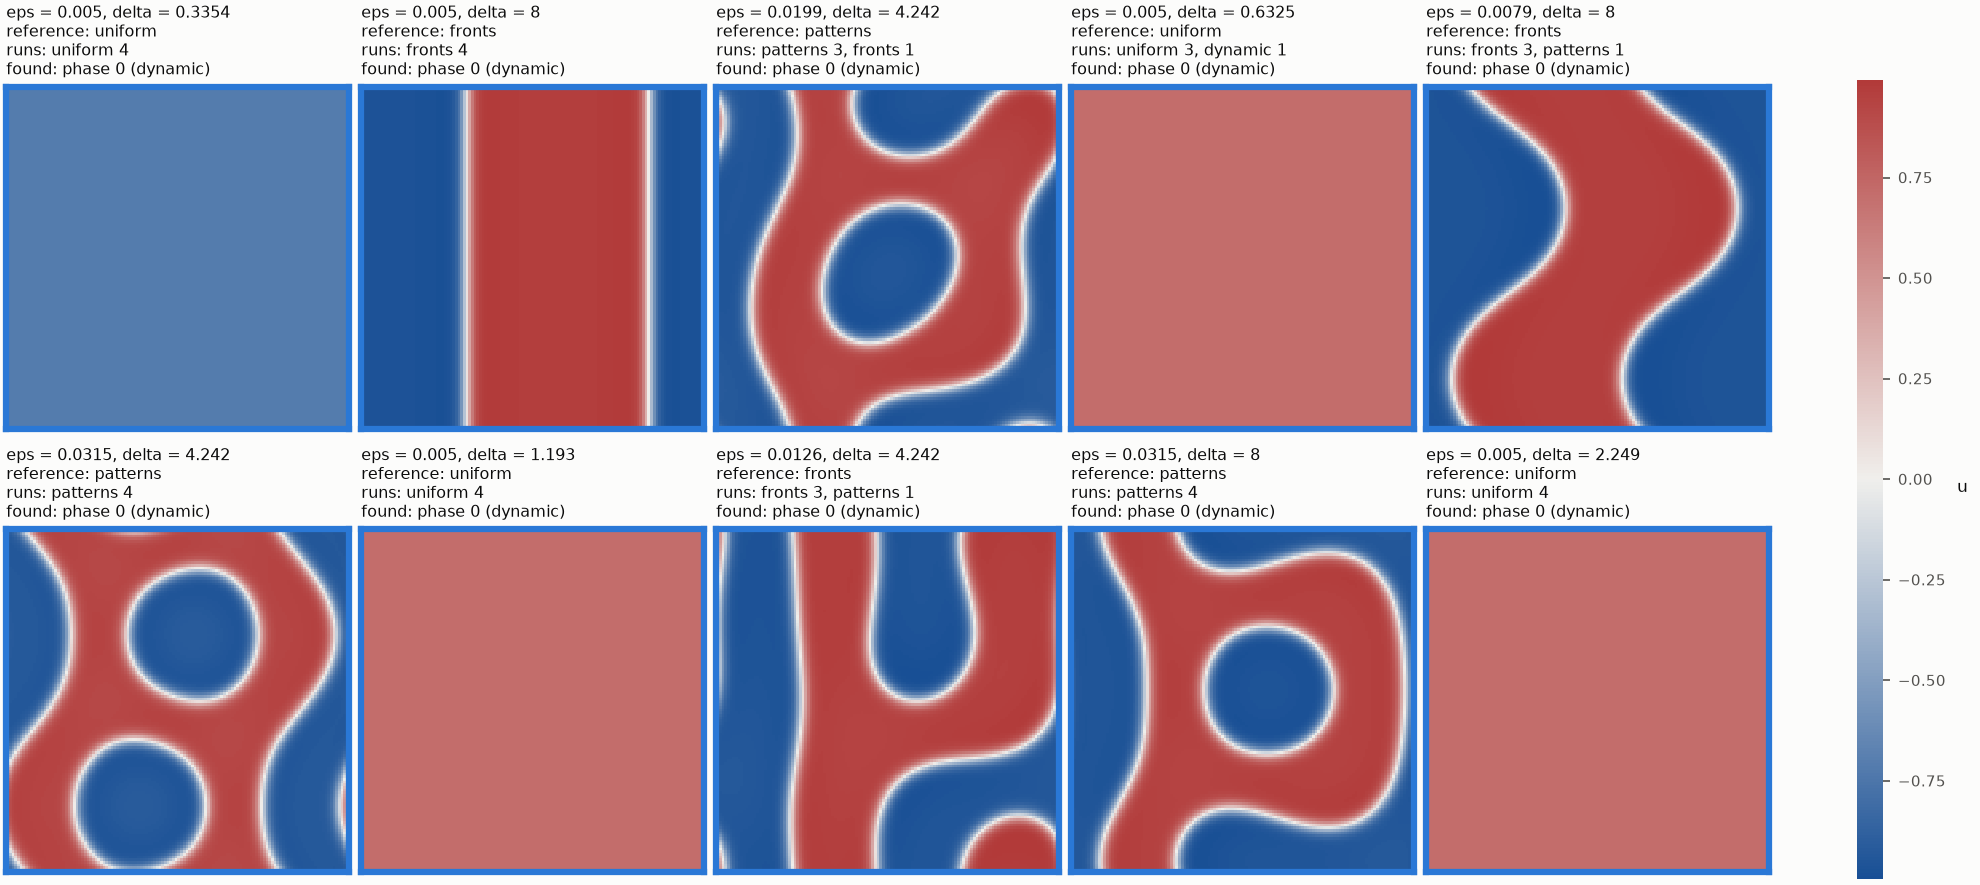 eps = 0.005, delta = 0.3354
reference: uniform
runs: uniform 4
found: phase 0 (dynamic)
eps = 0.005, delta = 8
reference: fronts
runs: fronts 4
found: phase 0 (dynamic)
eps = 0.0199, delta = 4.242
reference: patterns
runs: patterns 3, fronts 1
found: phase 0 (dynamic)
eps = 0.005, delta = 0.6325
reference: uniform
runs: uniform 3, dynamic 1
found: phase 0 (dynamic)
eps = 0.0079, delta = 8
reference: fronts
runs: fronts 3, patterns 1
found: phase 0 (dynamic)
eps = 0.0315, delta = 4.242
reference: patterns
runs: patterns 4
found: phase 0 (dynamic)
eps = 0.005, delta = 1.193
reference: uniform
runs: uniform 4
found: phase 0 (dynamic)
eps = 0.0126, delta = 4.242
reference: fronts
runs: fronts 3, patterns 1
found: phase 0 (dynamic)
eps = 0.0315, delta = 8
reference: patterns
runs: patterns 4
found: phase 0 (dynamic)
eps = 0.005, delta = 2.249
reference: uniform
runs: uniform 4
found: phase 0 (dynamic)
0.75
0.50
0.25
0.00
−0.25
−0.50
−0.75
u